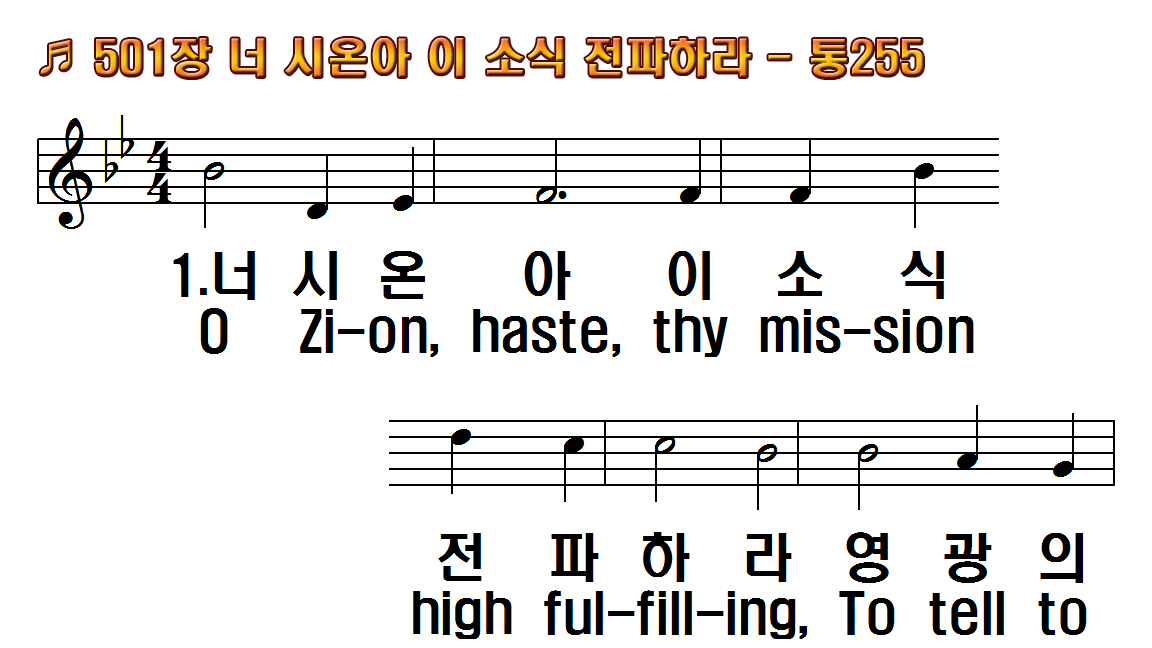 ♬ 501장 너 시온아 이 소식 전파하라 - 통255
4
4
1.너 시 온 아 이 소 식
O Zi-on, haste, thy mis-sion
전 파 하 라 영 광 의
high ful-fill-ing, To tell to